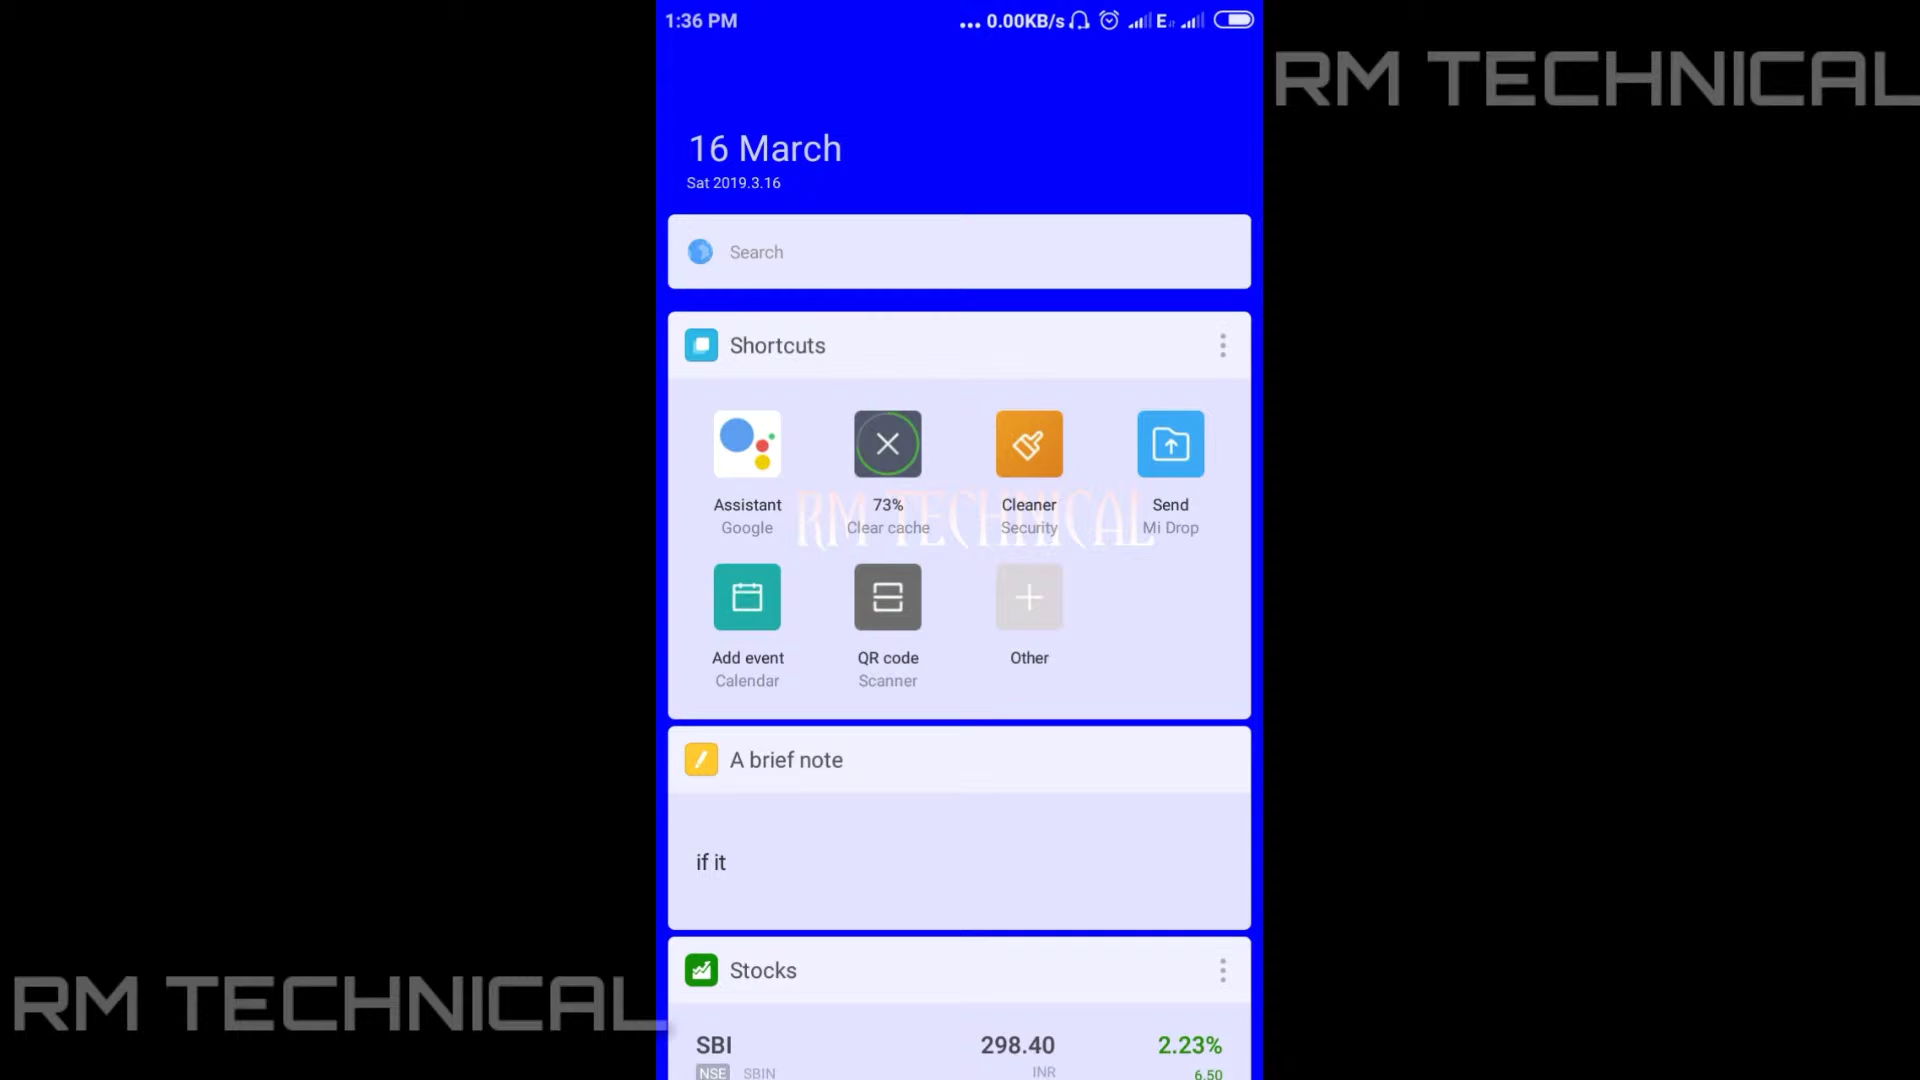 1:36 PM
... 0.00KB/s E
RM TECHNICAL
16 March
Sat 2019.3.16
Search
Shortcuts
Assistant
Google
73%
Clear cache
Cleaner
Security
Send
Mi Drop
RM TECHNICAL
Add event
Calendar
QR code
Scanner
Other
A brief note
if it
Stocks
RM TECHNICAL
SBI 298.40 2.23%
NSE SBIN INR 6.50